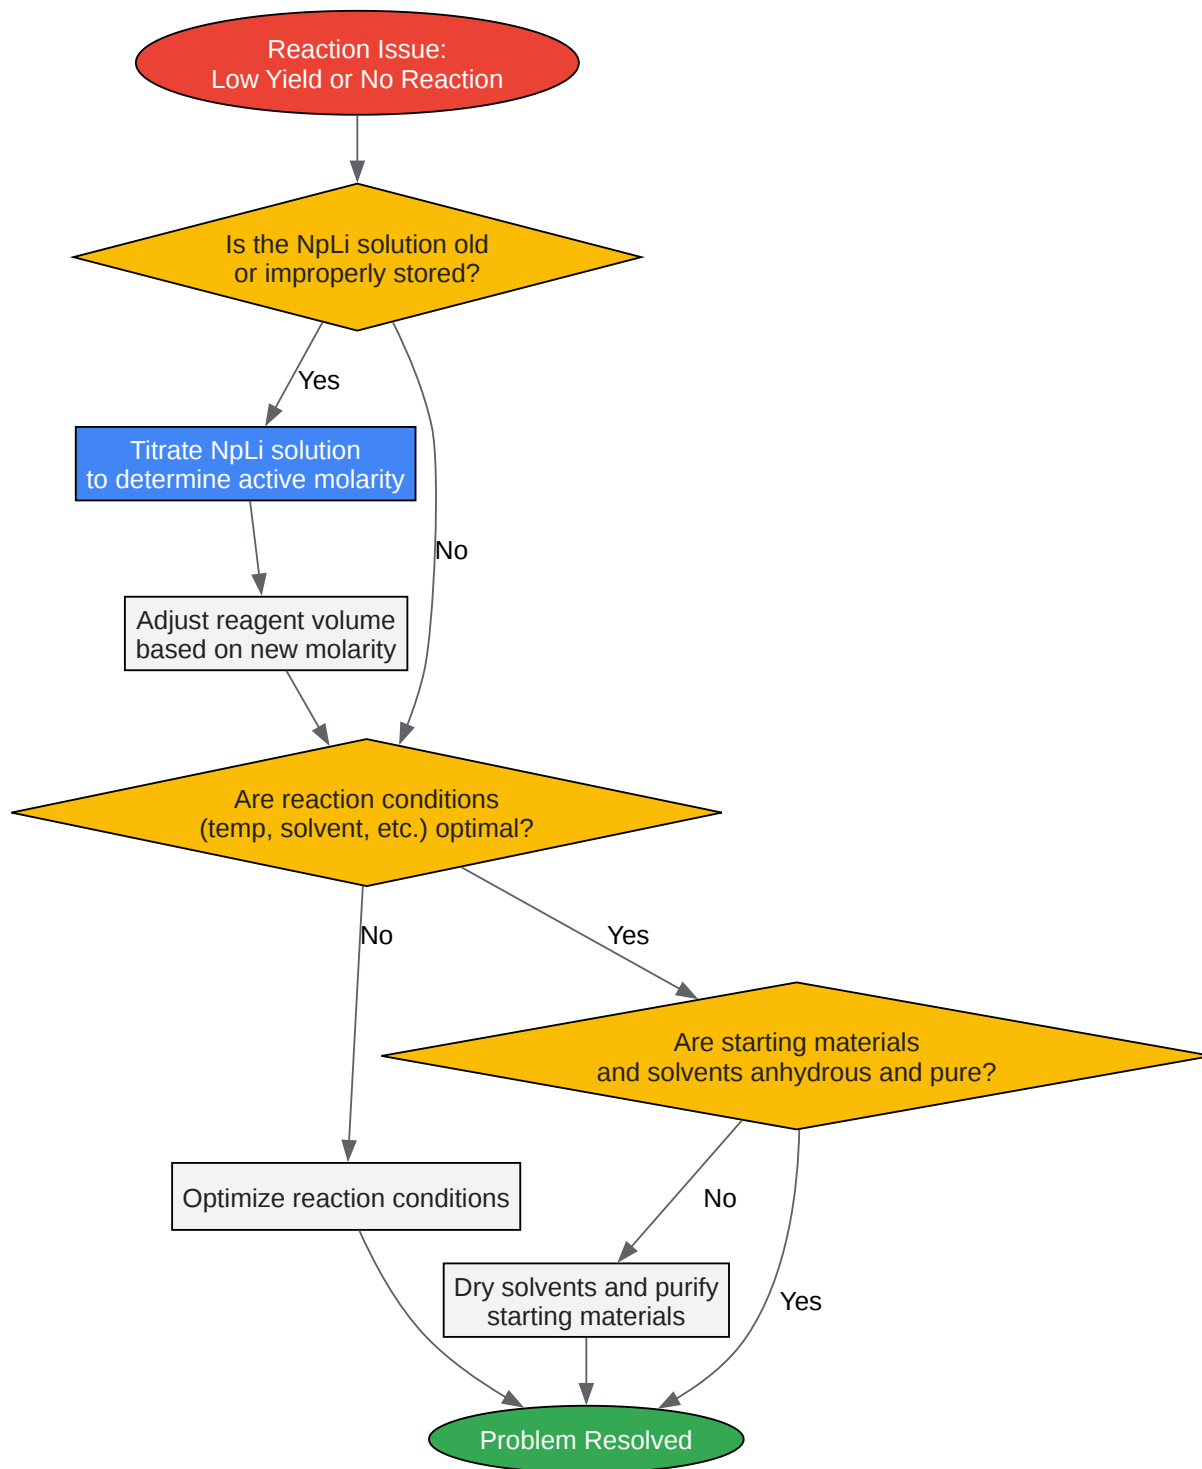 Reaction Issue:
Low Yield or No Reaction
Is the NpLi solution old
or improperly stored?
Yes
Titrate NpLi solution
to determine active molarity
No
Adjust reagent volume
based on new molarity
Are reaction conditions
(temp, solvent, etc.) optimal?
No
Yes
Are starting materials
and solvents anhydrous and pure?
Optimize reaction conditions
No
Dry solvents and purify
starting materials
Yes
Problem Resolved